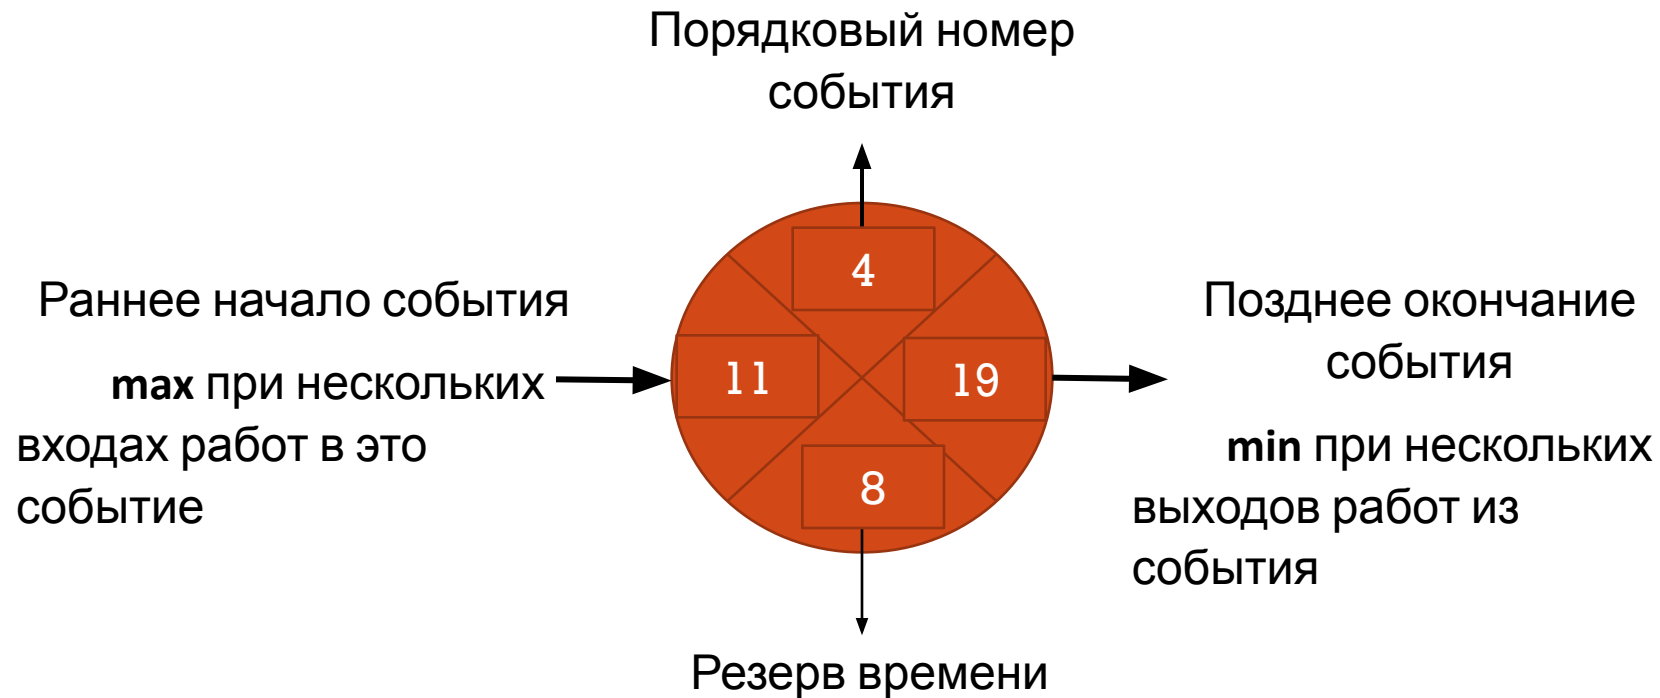 Порядковый номер
события
4
Раннее начало события
max при нескольких
входах работ в это
событие
11
19
Позднее окончание
события
min при нескольких
выходов работ из
события
8
Резерв времени